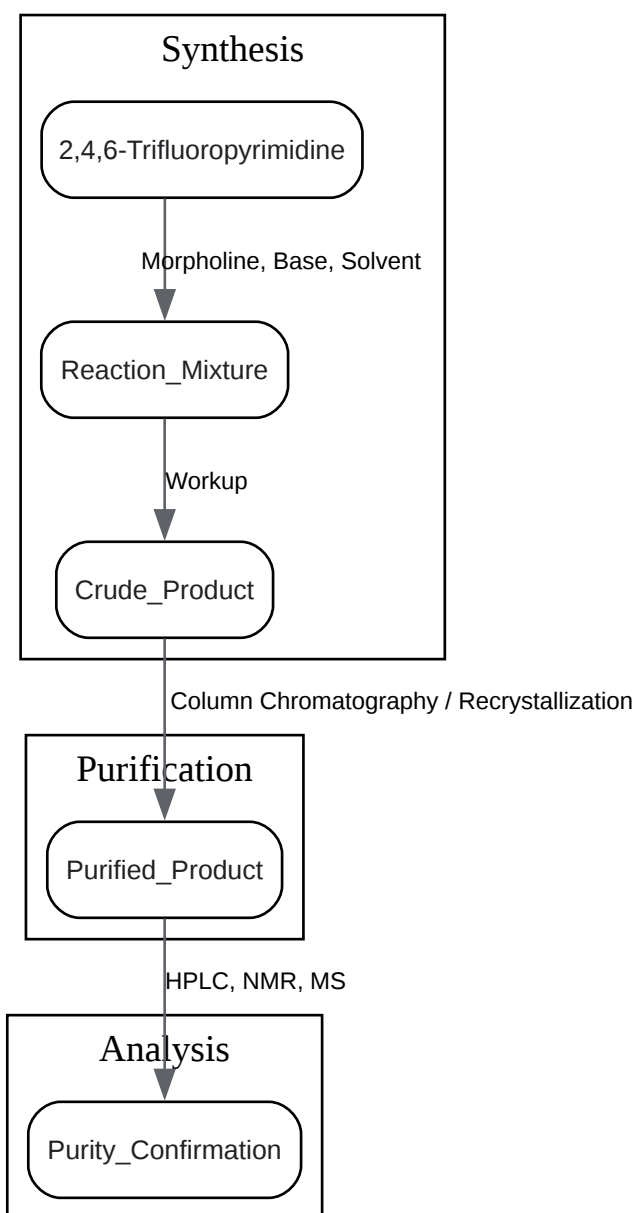 Synthesis
2,4,6-Trifluoropyrimidine
Morpholine, Base, Solvent
Reaction_Mixture
Workup
Crude_Product
Column Chromatography / Recrystallization
Purification
Purified_Product
HPLC, NMR, MS
Analysis
Purity_Confirmation